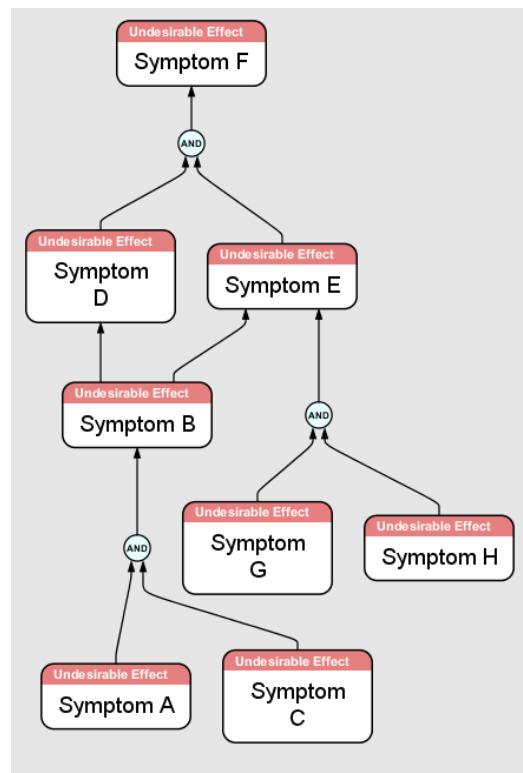 Undesirable Effect
Symptom F
AND
Undesirable Effect
Symptom
D
Undesirable Effect
Symptom E
Undesirable Effect
Symptom B
AND
Undesirable Effect
Symptom
G
Undesirable Effect
Symptom H
AND
Undesirable Effect
Symptom A
Undesirable Effect
Symptom
C